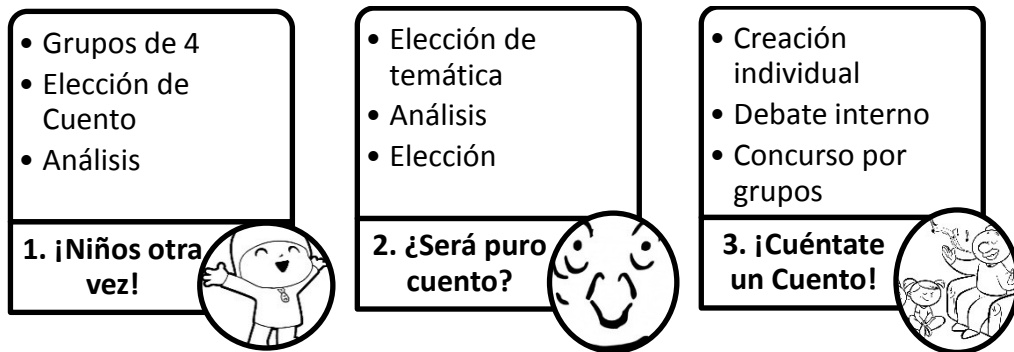 • Grupos de 4
• Elección de
Cuento
• Análisis
1. ¡Niños otra
vez!
• Elección de
temática
• Análisis
• Elección
2. ¿Será puro
cuento?
• Creación
individual
• Debate interno
• Concurso por
grupos
3. ¡Cuéntate
un Cuento!